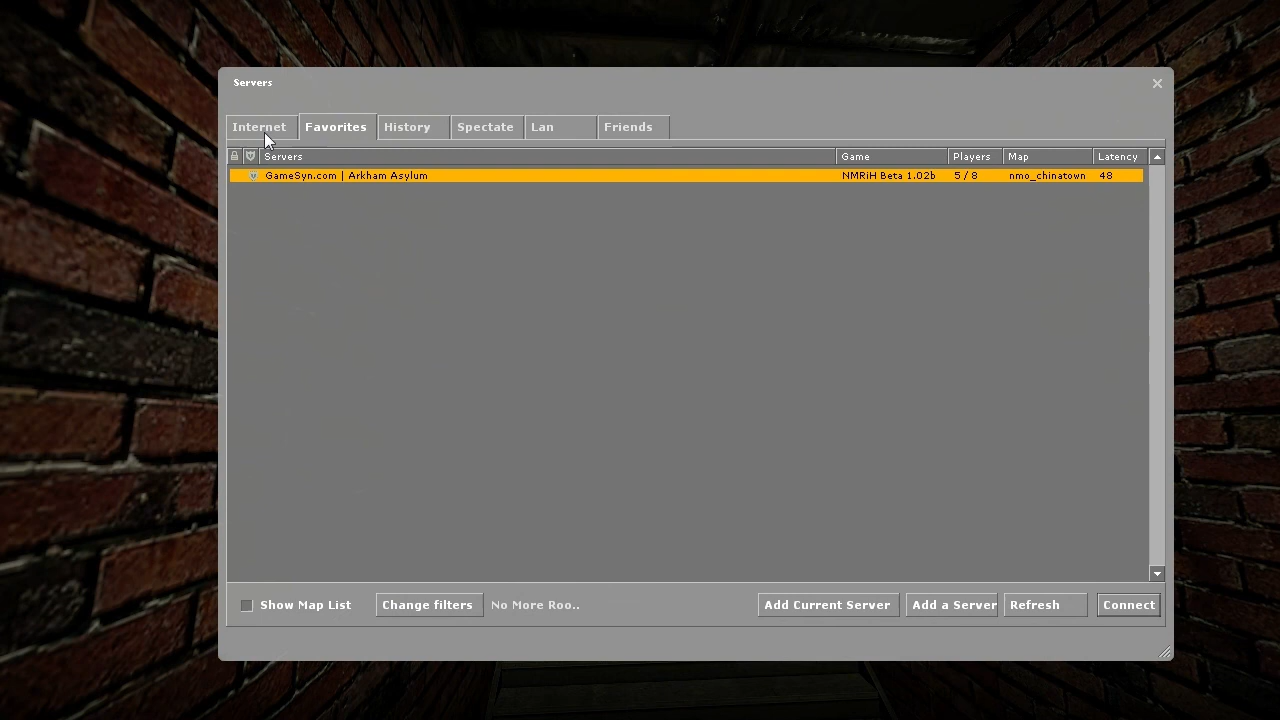 Servers
Internet Favorites History Spectate Lan Friends
Servers Game Players Map Latency
GameSyn.com | Arkham Asylum NMRiH Beta 1.02b 5 / 8 nmo_chinatown 48
Show Map List Change filters No More Roo.. Add Current Server Add a Server Refresh Connect